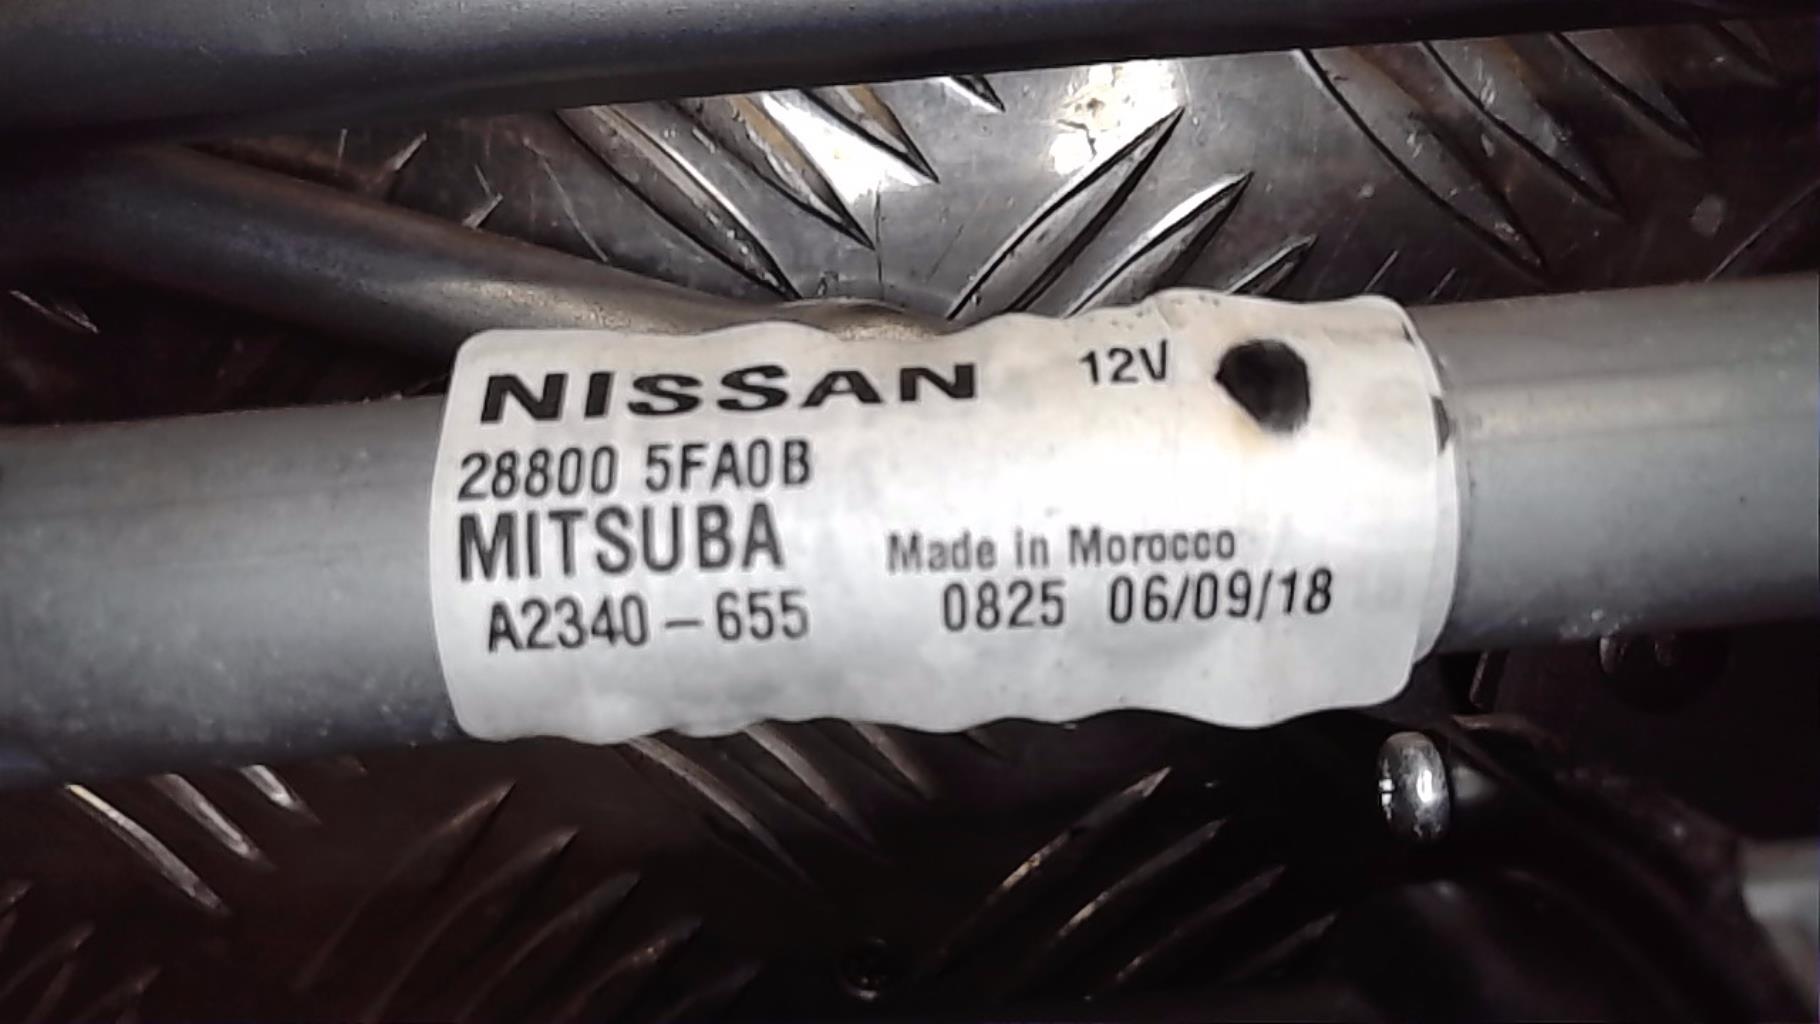 NISSAN 12V
28800 5FA0B
MITSUBA Made in Morocco
A2340-655 0825 06/09/18